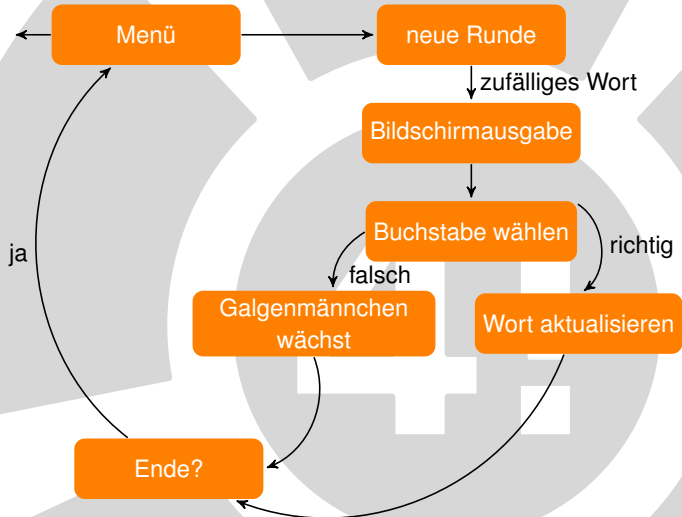 Menü
neue Runde
zufälliges Wort
Bildschirmausgabe
Buchstabe wählen
ja
richtig
falsch
Galgenmännchen
wächst
Wort aktualisieren
Ende?